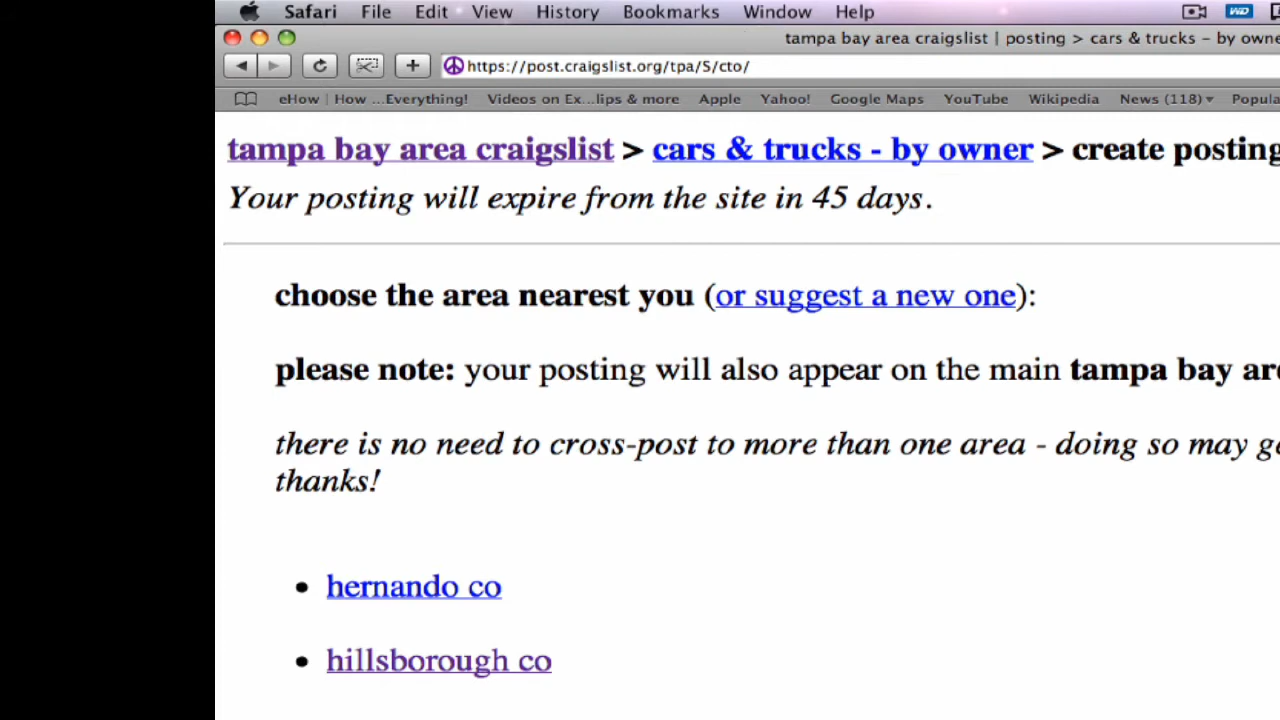 Safari File Edit View History Bookmarks Window Help
tampa bay area craigslist | posting > cars & trucks - by owne
https://post.craigslist.org/tpa/S/cto/
eHow | How ...Everything! Videos on Ex...lips & more Apple Yahoo! Google Maps YouTube Wikipedia News (118) Popula
tampa bay area craigslist > cars & trucks - by owner > create posting
Your posting will expire from the site in 45 days.
choose the area nearest you (or suggest a new one):
please note: your posting will also appear on the main tampa bay are
there is no need to cross-post to more than one area - doing so may ge
thanks!
• hernando co
• hillsborough co